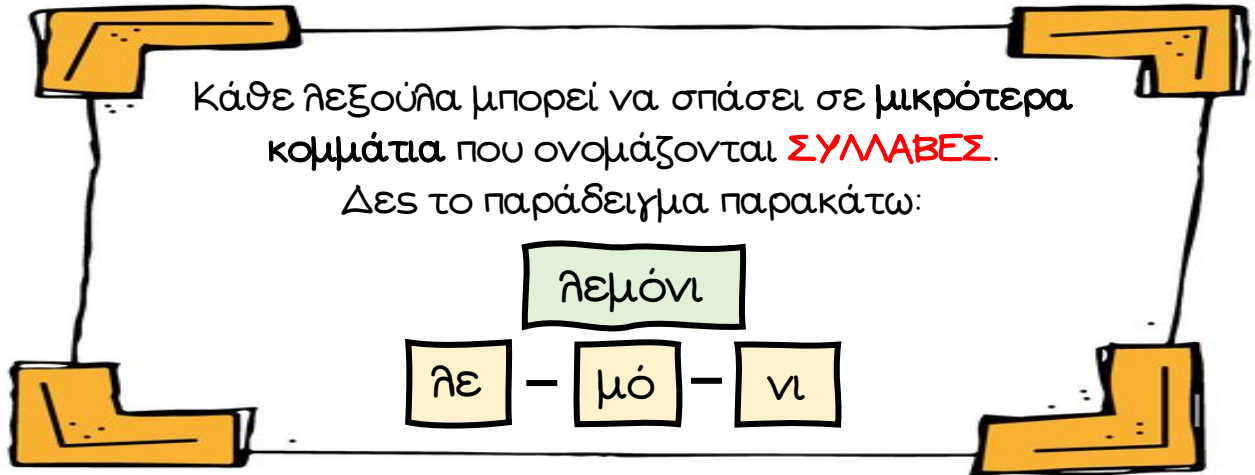 Κάθε λεξούλα μπορεί να σπάσει σε μικρότερα
κομμάτια που ονομάζονται ΣΥΛΛΑΒΕΣ.
Δες το παράδειγμα παρακάτω:
λεμόνι
λε – μό – νι